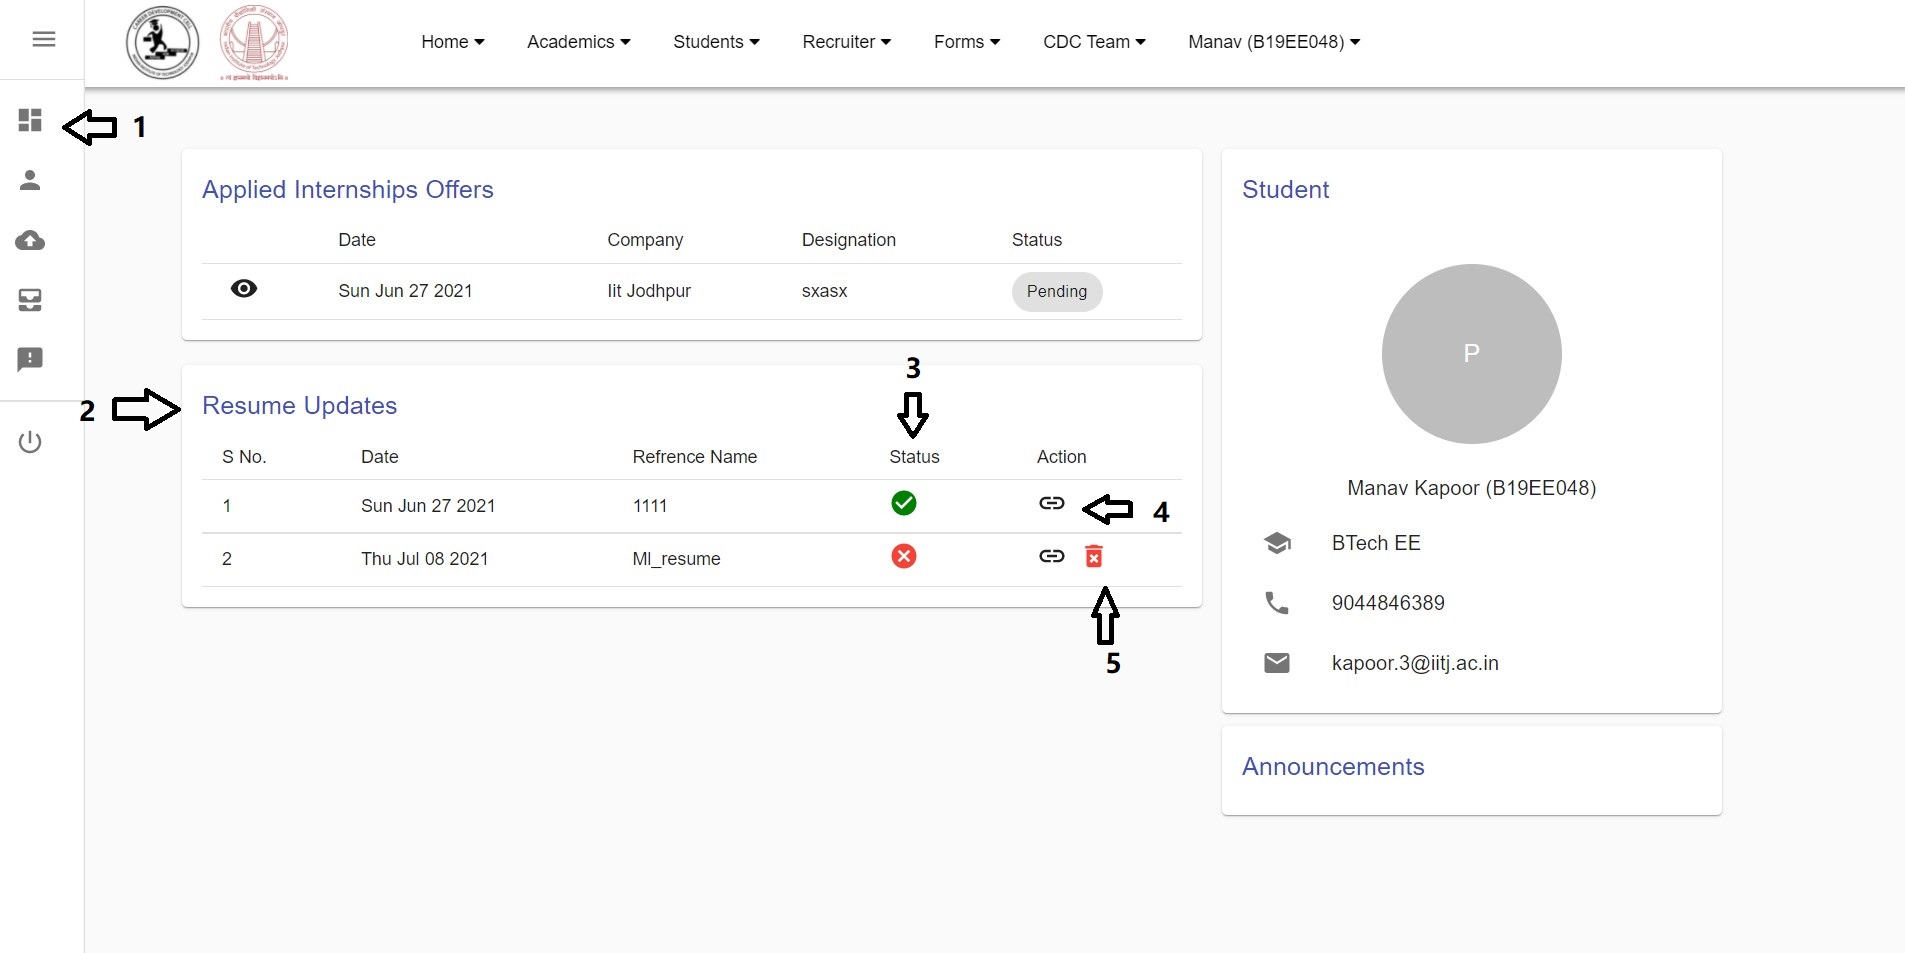 Home Academics Students Recruiter Forms CDC Team Manav (B19EE048)
1
Applied Internships Offers
Date Company Designation Status
Sun Jun 27 2021 Iit Jodhpur sxasx Pending
3
2
Resume Updates
S No. Date Refrence Name Status Action
1 Sun Jun 27 2021 1111
4
2 Thu Jul 08 2021 Ml_resume
5
Student
P
Manav Kapoor (B19EE048)
BTech EE
9044846389
kapoor.3@iitj.ac.in
Announcements